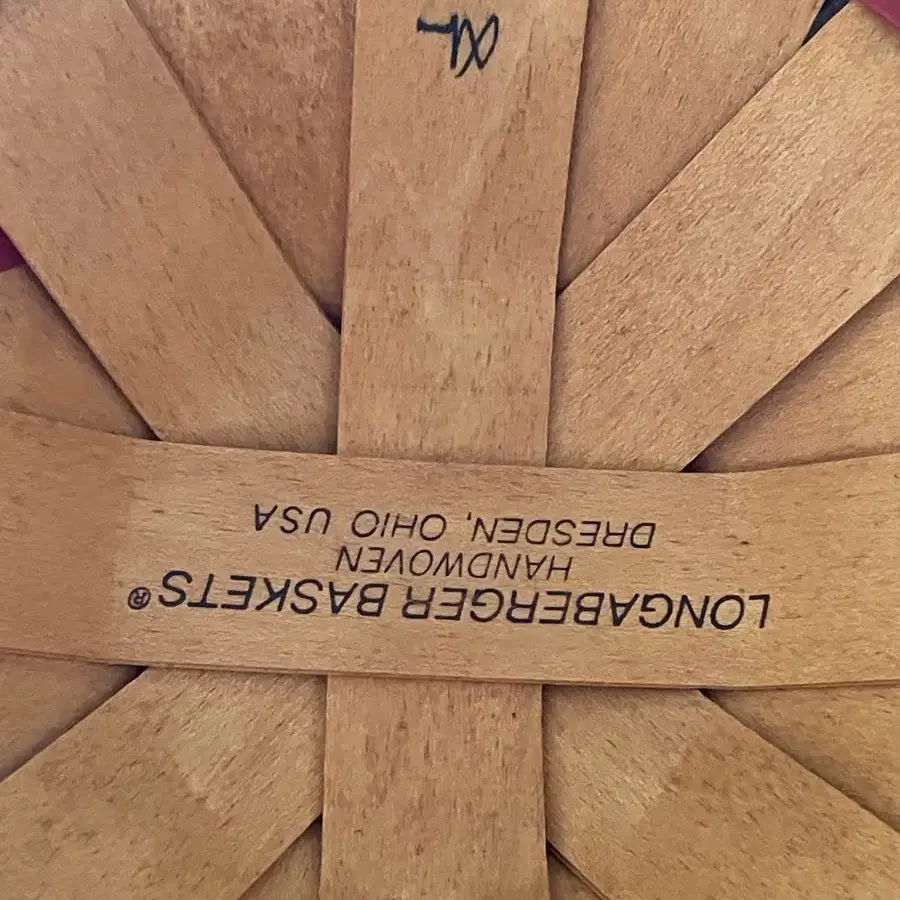 LONGABERGER BASKETS®
HANDWOVEN
DRESDEN, OHIO USA